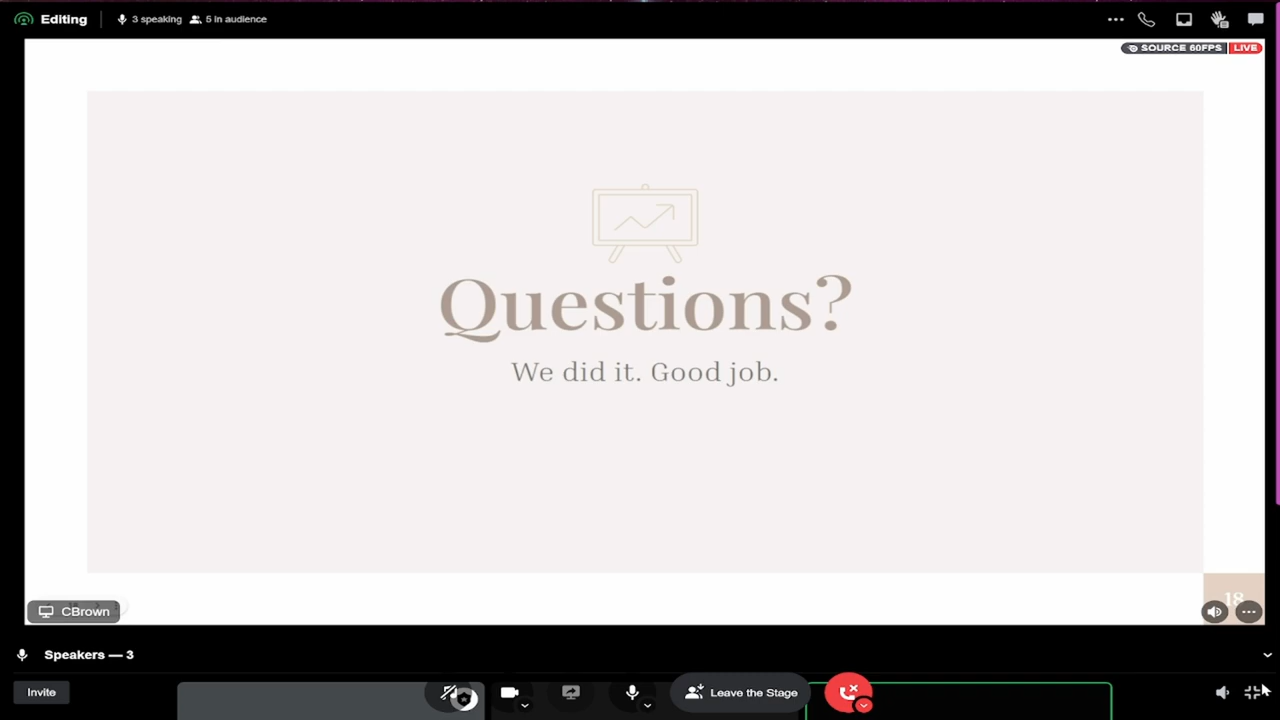 Editing
3 speaking
5 in audience
SOURCE 60FPS
LIVE
Questions?
We did it. Good job.
CBrown
18
Speakers — 3
Invite
Leave the Stage